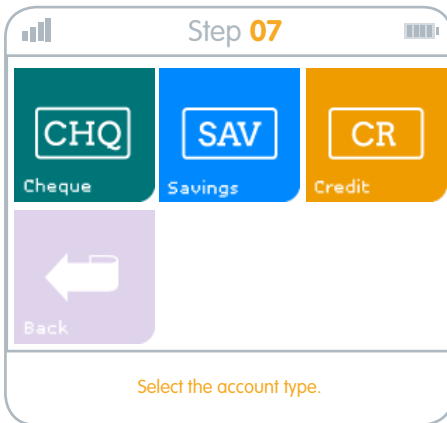 Step 07
CHQ
Cheque
SAV
Savings
CR
Credit
Back
Select the account type.